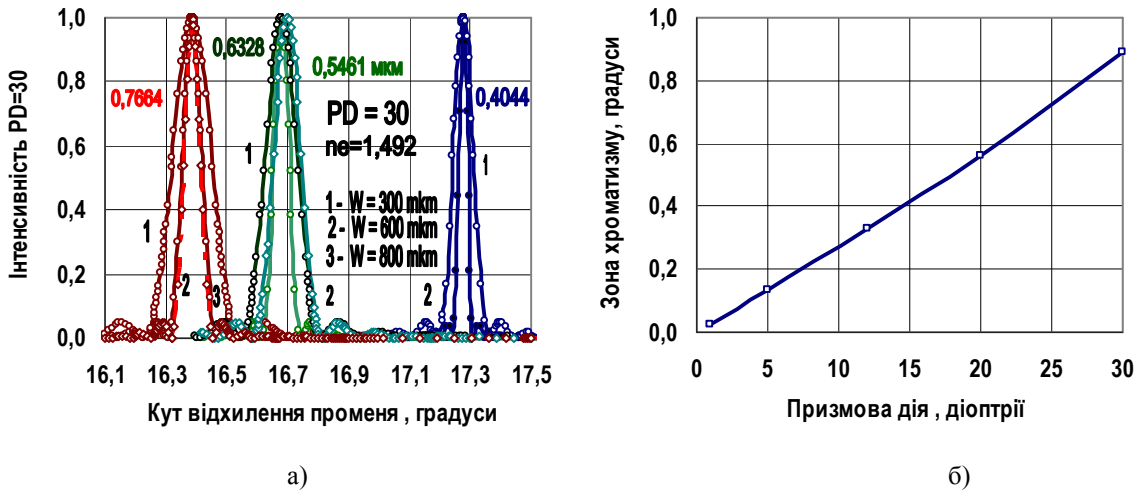 Інтенсивність PD=30
1,0
0,8
0,6
0,4
0,2
0,0
16,1 16,3 16,5 16,7 16,9 17,1 17,3 17,5
Кут відхилення променя , градуси
0,7664
0,6328
0,5461 мкм
0,4044
PD = 30
ne=1,492
1 - W = 300 mkm
2 - W = 600 mkm
3 - W = 800 mkm
1
1
1
2
3
2
2
а)
Зона хроматизму, градуси
1,0
0,8
0,6
0,4
0,2
0,0
0 5 10 15 20 25 30
Призмова дія , діоптрії
б)